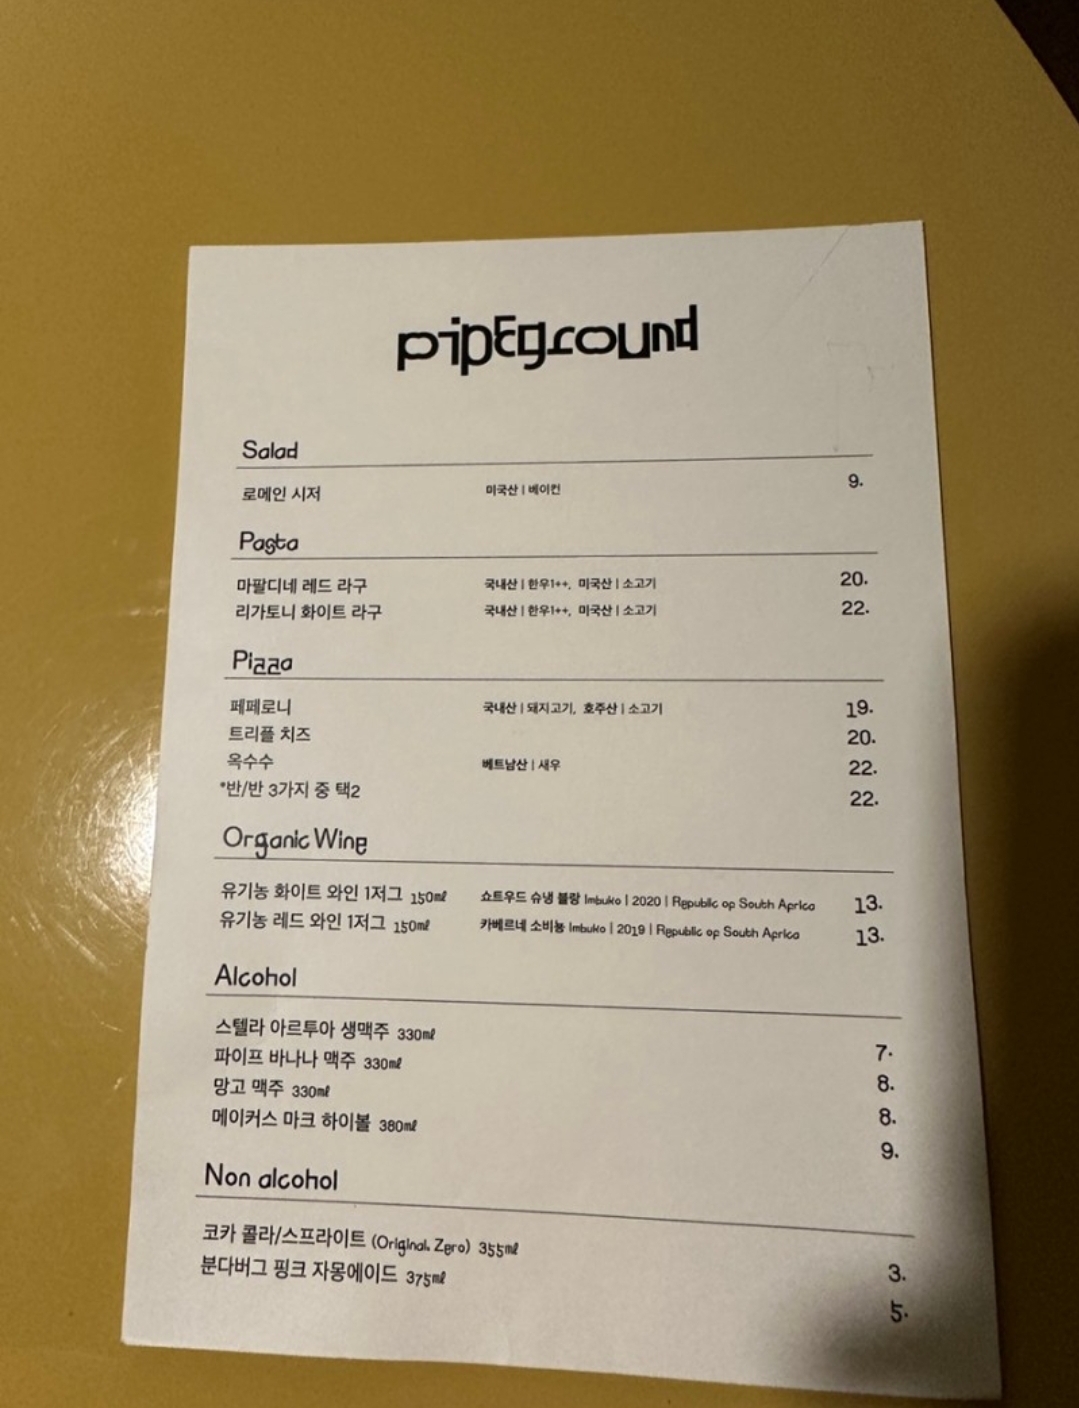 pipEground
Salad
로메인 시저 미국산 | 베이컨 9.
Pasta
마팔디네 레드 라구 국내산 | 한우1++, 미국산 | 소고기 20.
리가토니 화이트 라구 국내산 | 한우1++, 미국산 | 소고기 22.
Pizza
페페로니 국내산 | 돼지고기, 호주산 | 소고기 19.
트리플 치즈 20.
옥수수 베트남산 | 새우 22.
*반/반 3가지 중 택2 22.
Organic Wine
유기농 화이트 와인 1저그 150㎖ 쇼트우드 슈냉 블랑 Imbuko | 2020 | Republic of South Africa 13.
유기농 레드 와인 1저그 150㎖ 카베르네 소비뇽 Imbuko | 2019 | Republic of South Africa 13.
Alcohol
스텔라 아르투아 생맥주 330㎖ 7.
파이프 바나나 맥주 330㎖ 8.
망고 맥주 330㎖ 8.
메이커스 마크 하이볼 380㎖ 9.
Non alcohol
코카 콜라/스프라이트 (Original, Zero) 355㎖ 3.
분다버그 핑크 자몽에이드 375㎖ 5.